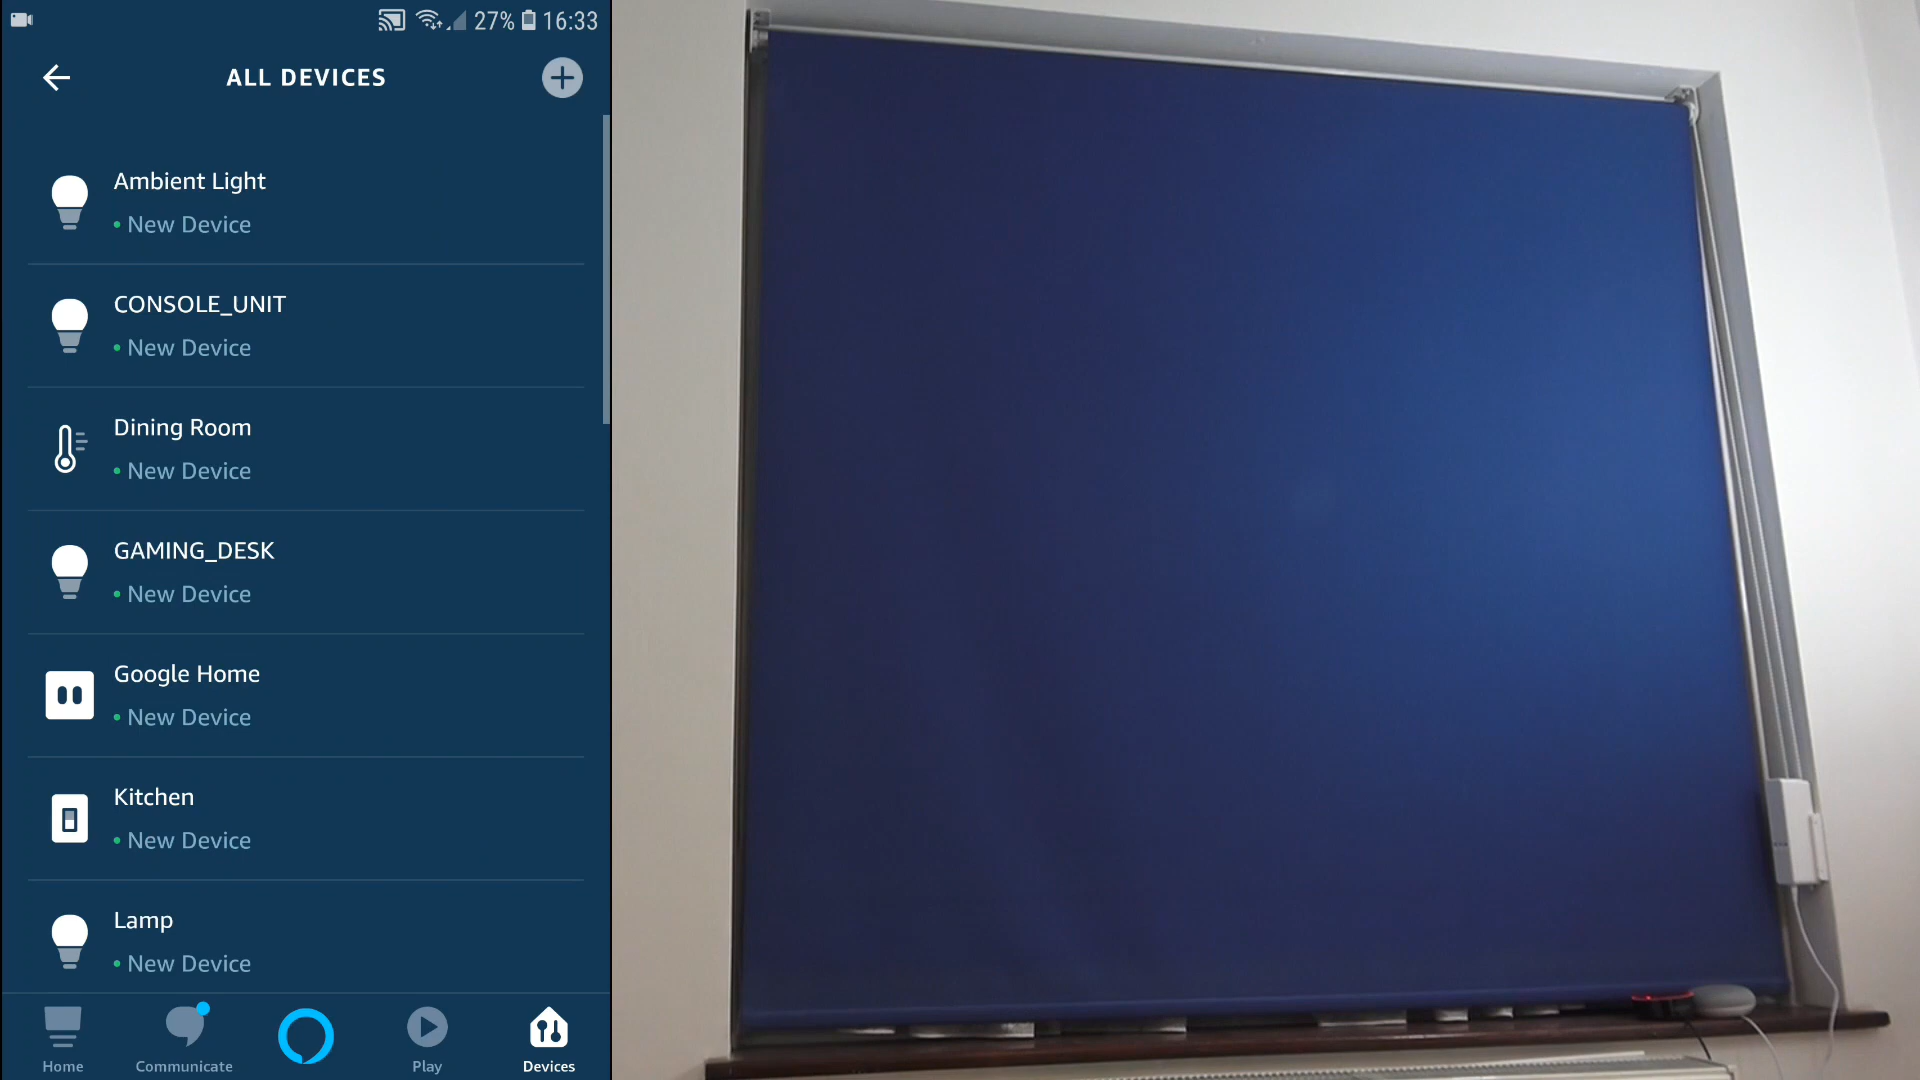 27% 16:33
ALL DEVICES
Ambient Light
• New Device
CONSOLE_UNIT
• New Device
Dining Room
• New Device
GAMING_DESK
• New Device
Google Home
• New Device
Kitchen
• New Device
Lamp
• New Device
Home Communicate Play Devices